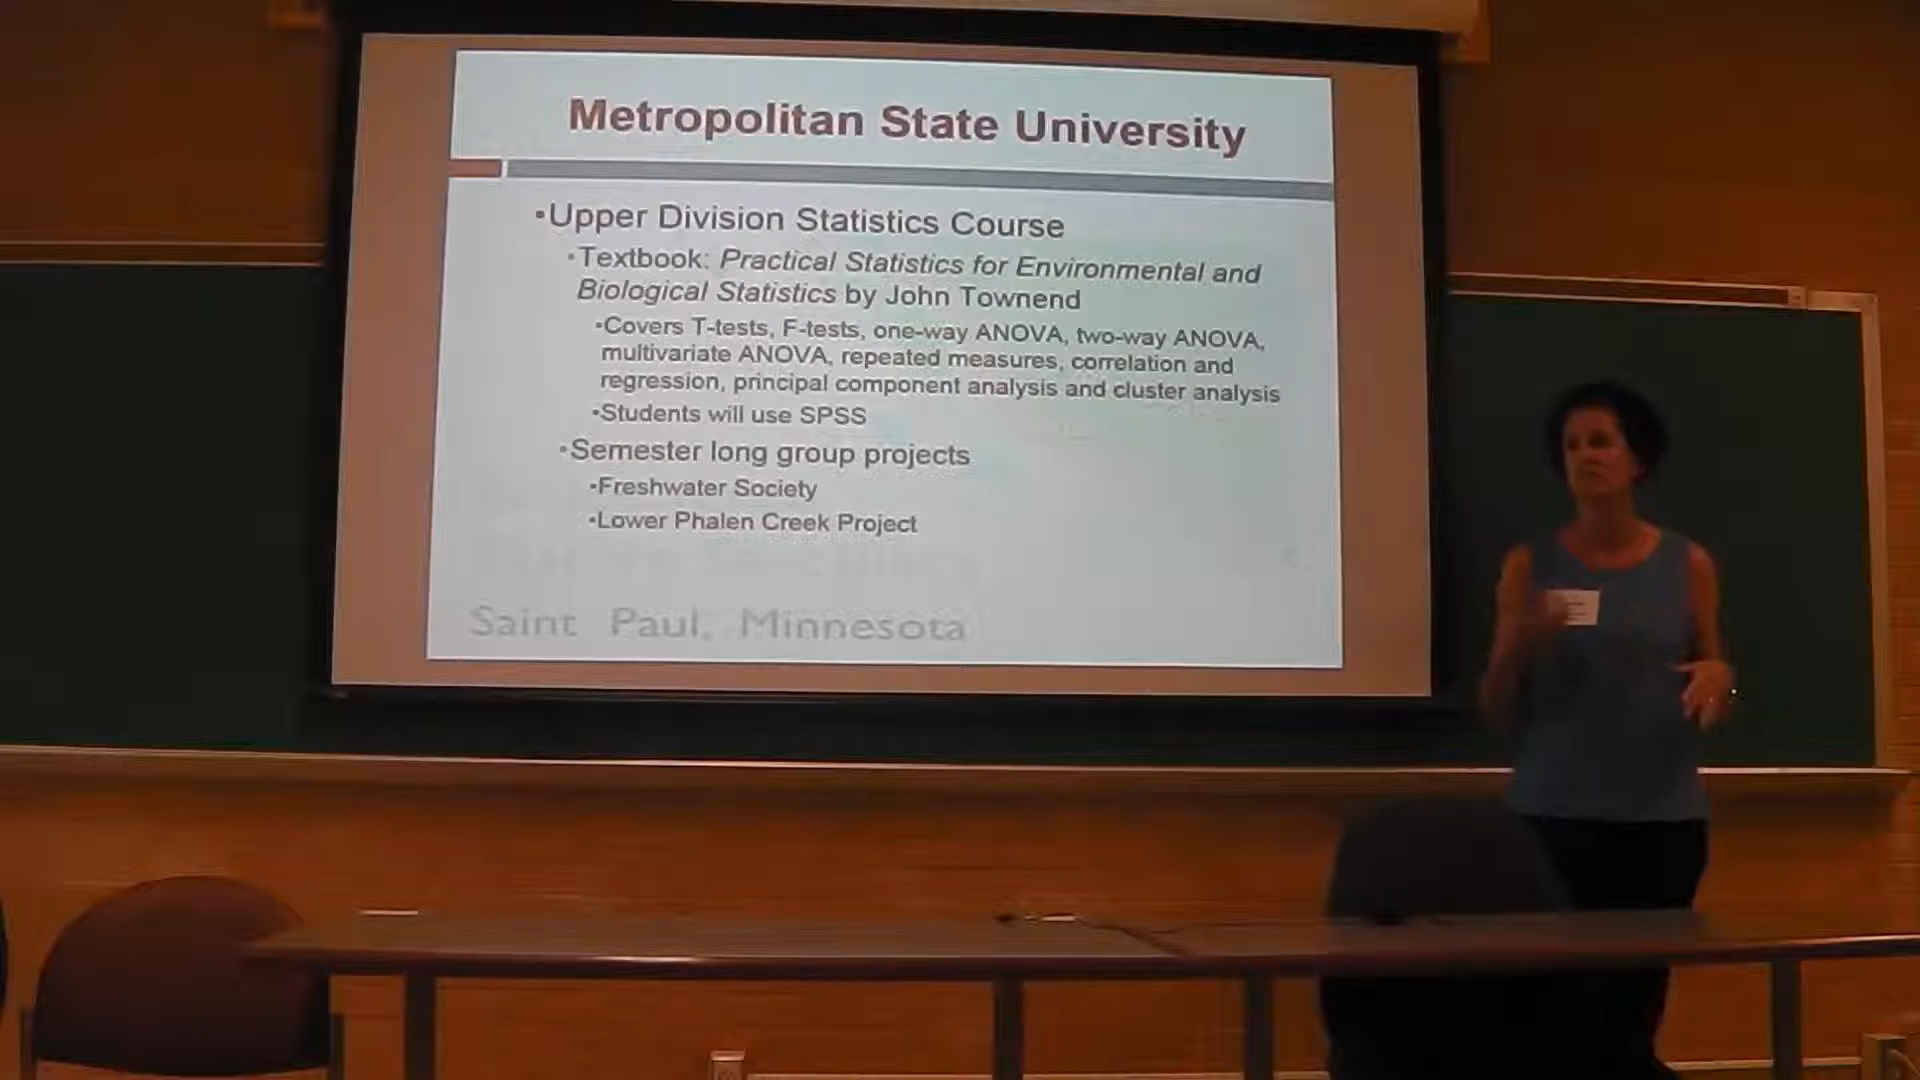 Metropolitan State University
•Upper Division Statistics Course
•Textbook: Practical Statistics for Environmental and
Biological Statistics by John Townend
•Covers T-tests, F-tests, one-way ANOVA, two-way ANOVA,
multivariate ANOVA, repeated measures, correlation and
regression, principal component analysis and cluster analysis
•Students will use SPSS
•Semester long group projects
•Freshwater Society
•Lower Phalen Creek Project
Saint Paul, Minnesota